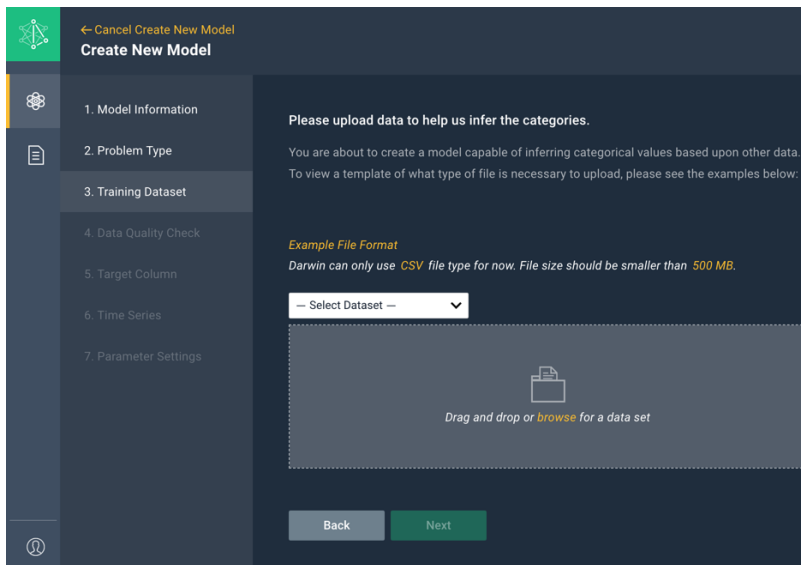 ← Cancel Create New Model
Create New Model
1. Model Information
2. Problem Type
3. Training Dataset
4. Data Quality Check
5. Target Column
6. Time Series
7. Parameter Settings
Please upload data to help us infer the categories.
You are about to create a model capable of inferring categorical values based upon other data.
To view a template of what type of file is necessary to upload, please see the examples below:
Example File Format
Darwin can only use CSV file type for now. File size should be smaller than 500 MB.
— Select Dataset —
Drag and drop or browse for a data set
Back
Next